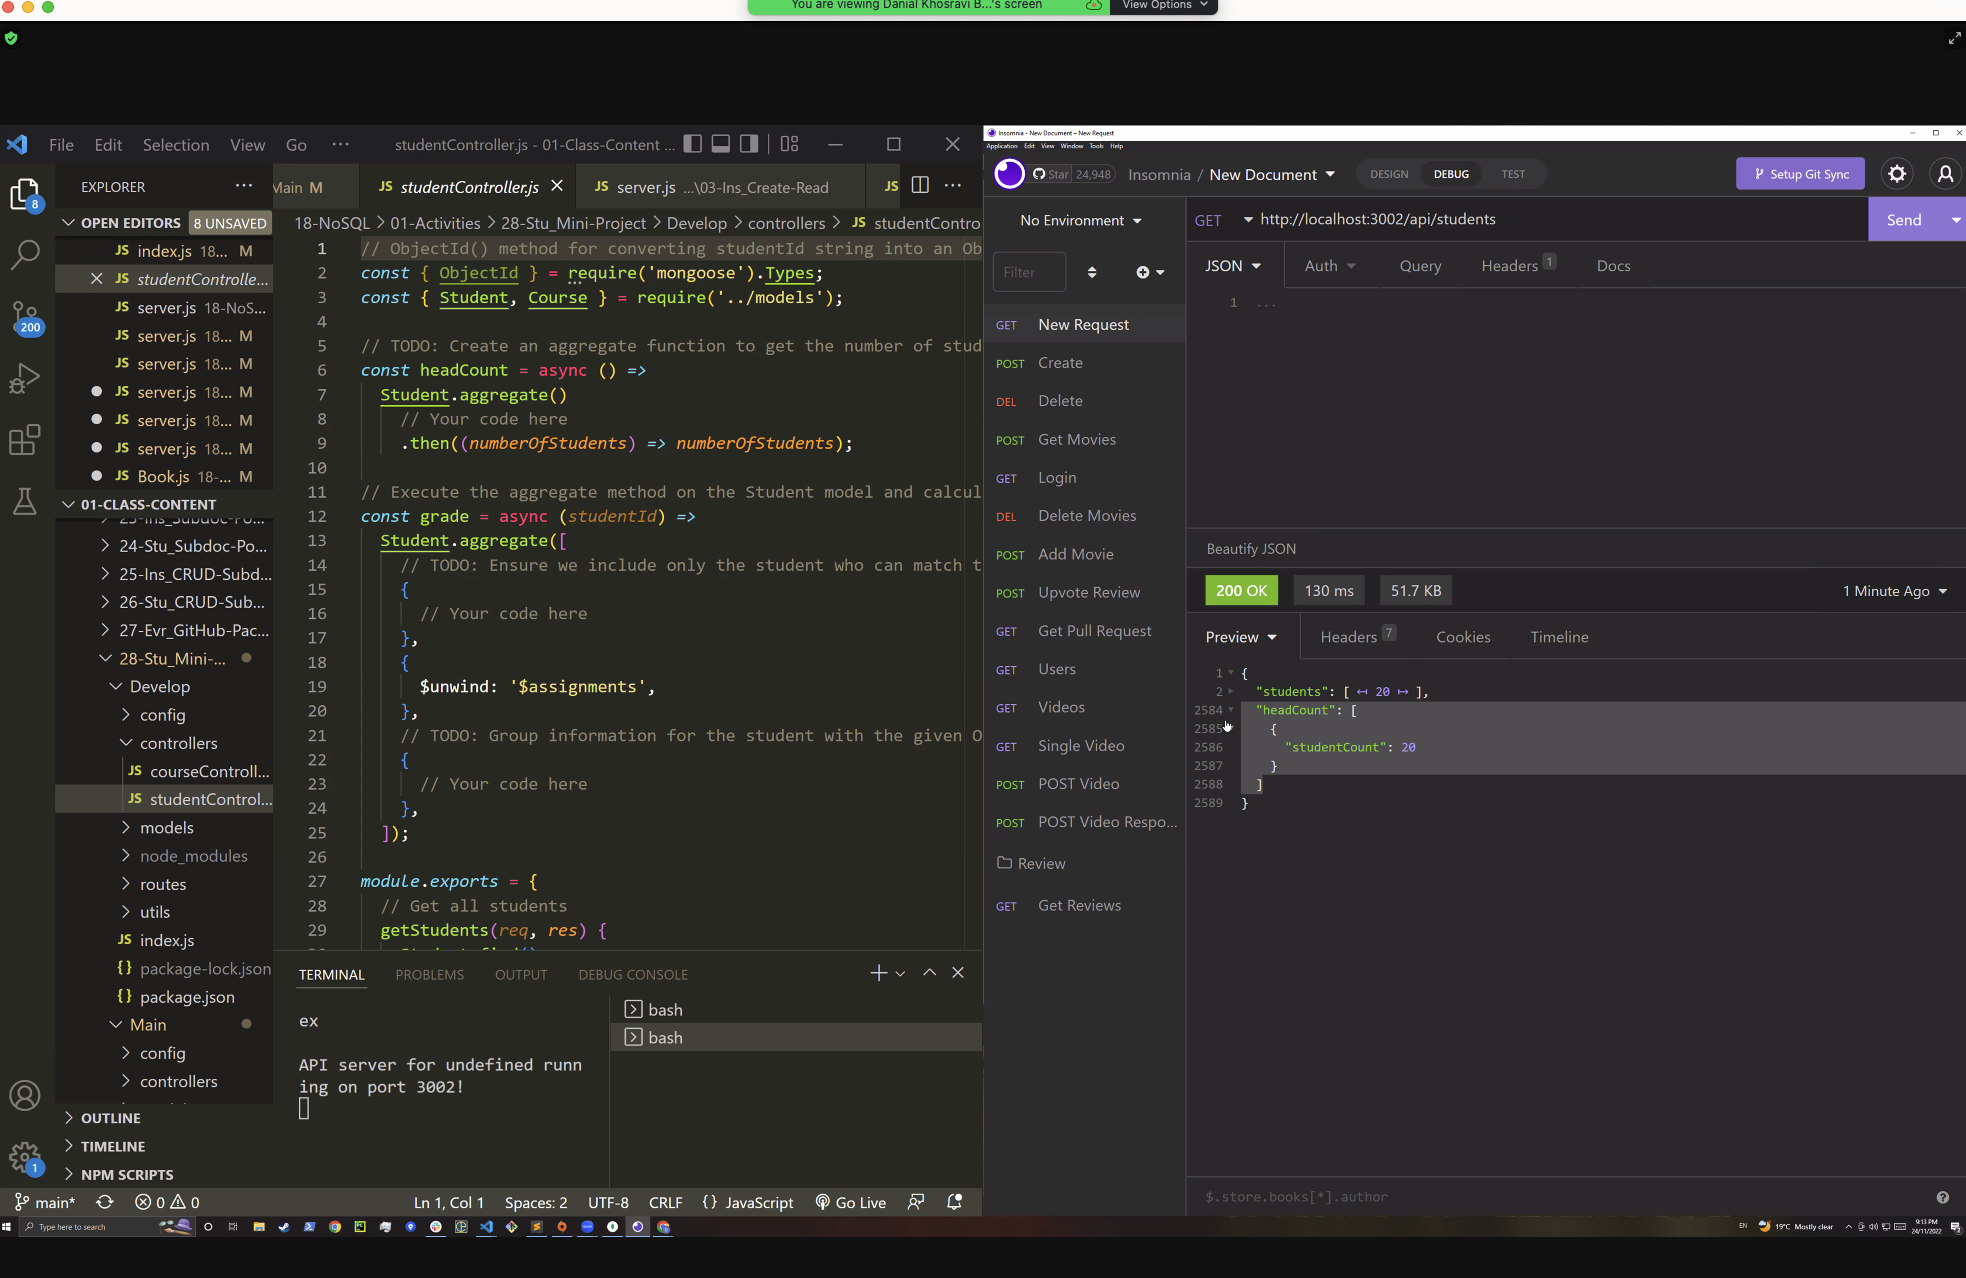 You are viewing Danial Khosravi B...'s screen
View Options
File Edit Selection View Go ...
studentController.js - 01-Class-Content ...
EXPLORER
Main M
JS studentController.js
JS server.js ...\03-Ins_Create-Read
JS
8
OPEN EDITORS 8 UNSAVED
18-NoSQL > 01-Activities > 28-Stu_Mini-Project > Develop > controllers > JS studentContro
JS index.js 18... M
JS studentControlle...
JS server.js 18-NoS...
JS server.js 18... M
JS server.js 18... M
JS server.js 18... M
JS server.js 18... M
JS server.js 18... M
JS Book.js 18-... M
200
01-CLASS-CONTENT
23-Ins_Subdoc-Po...
24-Stu_Subdoc-Po...
25-Ins_CRUD-Subd...
26-Stu_CRUD-Sub...
27-Evr_GitHub-Pac...
28-Stu_Mini-...
Develop
config
controllers
JS courseControll...
JS studentControl...
models
node_modules
routes
utils
JS index.js
{} package-lock.json
{} package.json
Main
config
controllers
OUTLINE
TIMELINE
NPM SCRIPTS
1
1 // ObjectId() method for converting studentId string into an Ob
2 const { ObjectId } = require('mongoose').Types;
3 const { Student, Course } = require('../models');
4
5 // TODO: Create an aggregate function to get the number of stud
6 const headCount = async () =>
7 Student.aggregate()
8 // Your code here
9 .then((numberOfStudents) => numberOfStudents);
10
11 // Execute the aggregate method on the Student model and calcul
12 const grade = async (studentId) =>
13 Student.aggregate([
14 // TODO: Ensure we include only the student who can match t
15 {
16 // Your code here
17 },
18 {
19 $unwind: '$assignments',
20 },
21 // TODO: Group information for the student with the given O
22 {
23 // Your code here
24 },
25 ]);
26
27 module.exports = {
28 // Get all students
29 getStudents(req, res) {
TERMINAL PROBLEMS OUTPUT DEBUG CONSOLE
ex
API server for undefined runn
ing on port 3002!
bash
bash
main* 0 0 Ln 1, Col 1 Spaces: 2 UTF-8 CRLF {} JavaScript Go Live
Insomnia - New Document – New Request
Application Edit View Window Tools Help
Star 24,948 Insomnia / New Document DESIGN DEBUG TEST Setup Git Sync
No Environment
GET http://localhost:3002/api/students Send
Filter
JSON Auth Query Headers 1 Docs
1 ...
GET New Request
POST Create
DEL Delete
POST Get Movies
GET Login
DEL Delete Movies
POST Add Movie
POST Upvote Review
GET Get Pull Request
GET Users
GET Videos
GET Single Video
POST POST Video
POST POST Video Respo...
Review
GET Get Reviews
Beautify JSON
200 OK 130 ms 51.7 KB 1 Minute Ago
Preview Headers 7 Cookies Timeline
1 {
2 "students": [ ↤ 20 ↦ ],
2584 "headCount": [
2585 {
2586 "studentCount": 20
2587 }
2588 ]
2589 }
$.store.books[*].author
Type here to search
EN 19°C Mostly clear 9:13 PM
24/11/2022